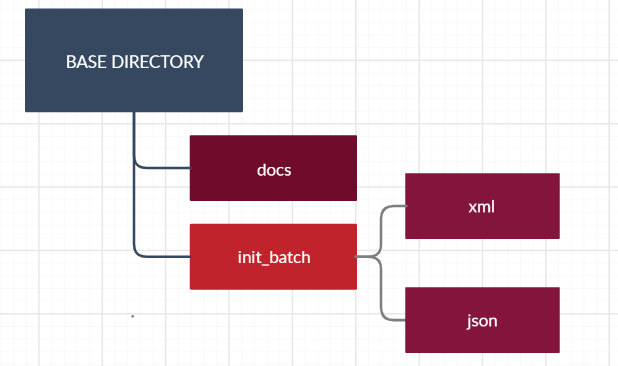 BASE DIRECTORY
docs
init_batch
xml
json